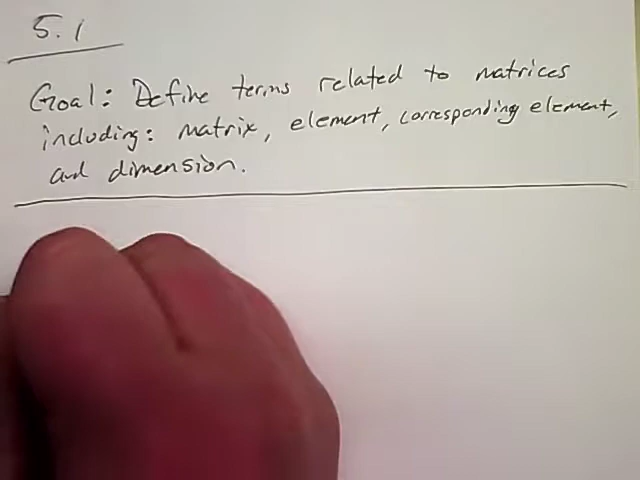 5.1
Goal: Define terms related to matrices
including: matrix, element, corresponding element,
and dimension.